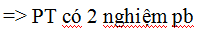 => PT có 2 nghiệm pb